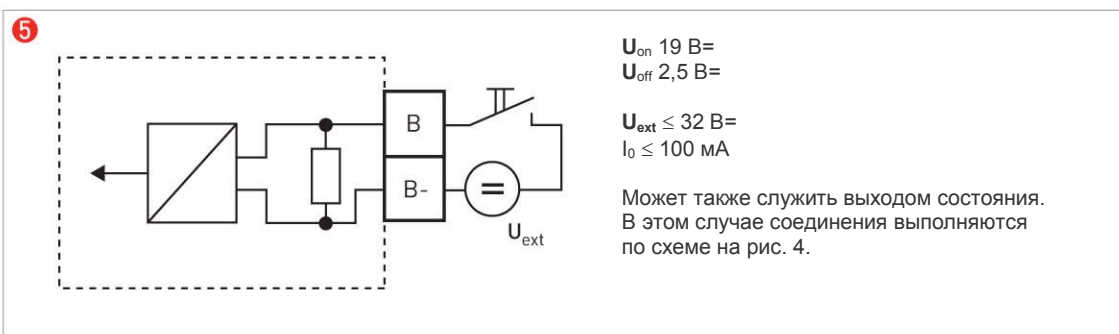 5
B
B-
=
U_ext
U_on 19 В=
U_off 2,5 В=
U_ext ≤ 32 В=
I_0 ≤ 100 мА
Может также служить выходом состояния.
В этом случае соединения выполняются
по схеме на рис. 4.